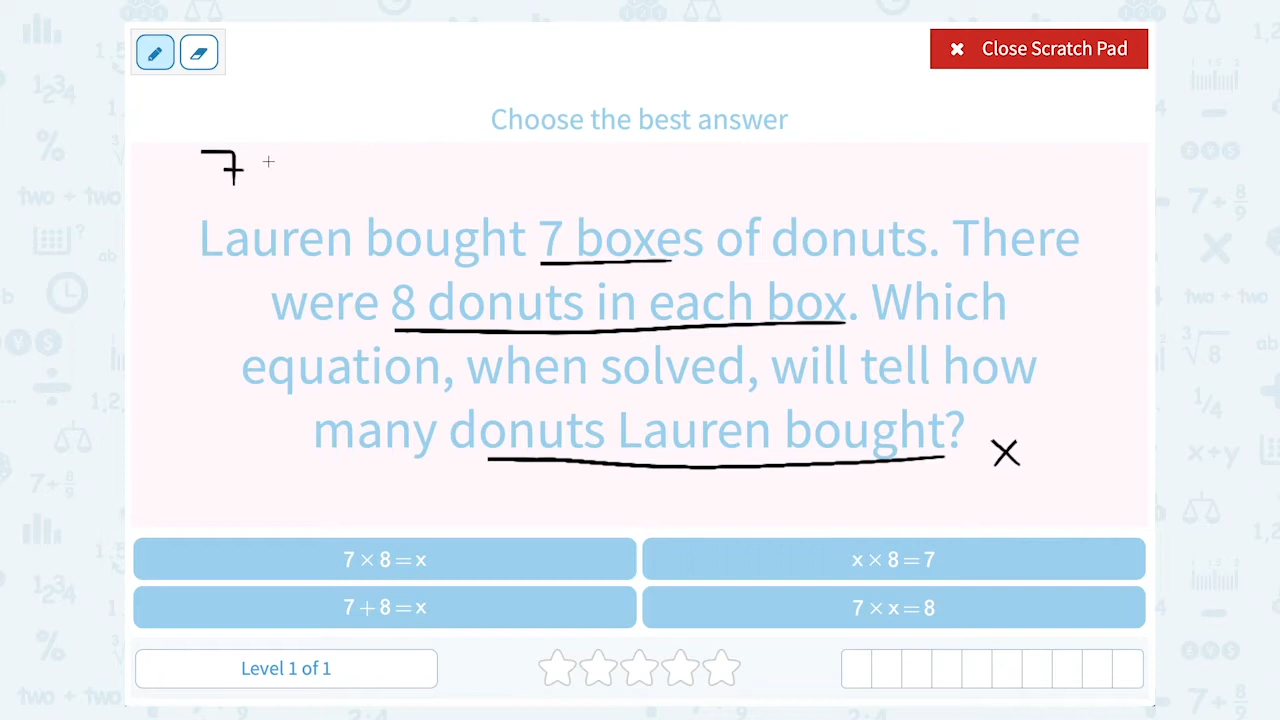 Close Scratch Pad
Choose the best answer
7
Lauren bought 7 boxes of donuts. There
were 8 donuts in each box. Which
equation, when solved, will tell how
many donuts Lauren bought?
x
7 × 8 = x
x × 8 = 7
7 + 8 = x
7 × x = 8
Level 1 of 1